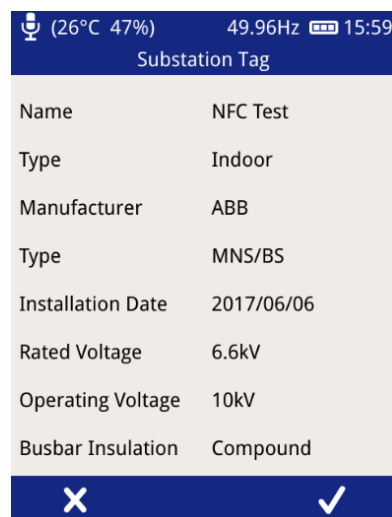 (26°C 47%) 49.96Hz 15:59
Substation Tag
Name NFC Test
Type Indoor
Manufacturer ABB
Type MNS/BS
Installation Date 2017/06/06
Rated Voltage 6.6kV
Operating Voltage 10kV
Busbar Insulation Compound